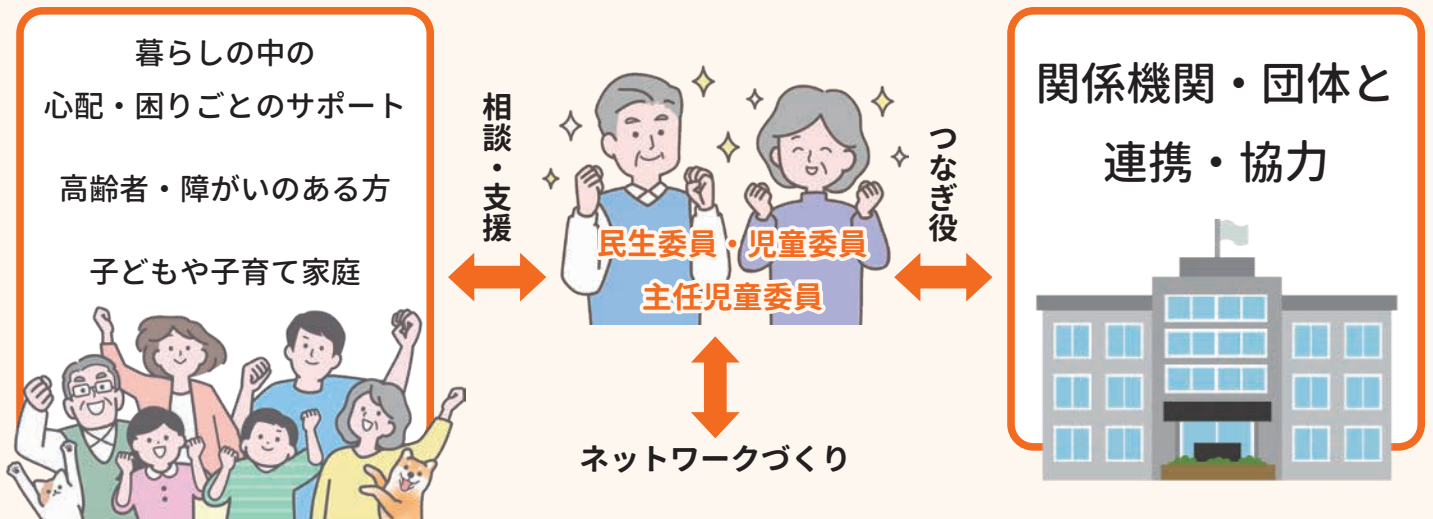 暮らしの中の
心配・困りごとのサポート
高齢者・障がいのある方
子どもや子育て家庭
相談・支援
民生委員・児童委員
主任児童委員
つなぎ役
ネットワークづくり
関係機関・団体と
連携・協力